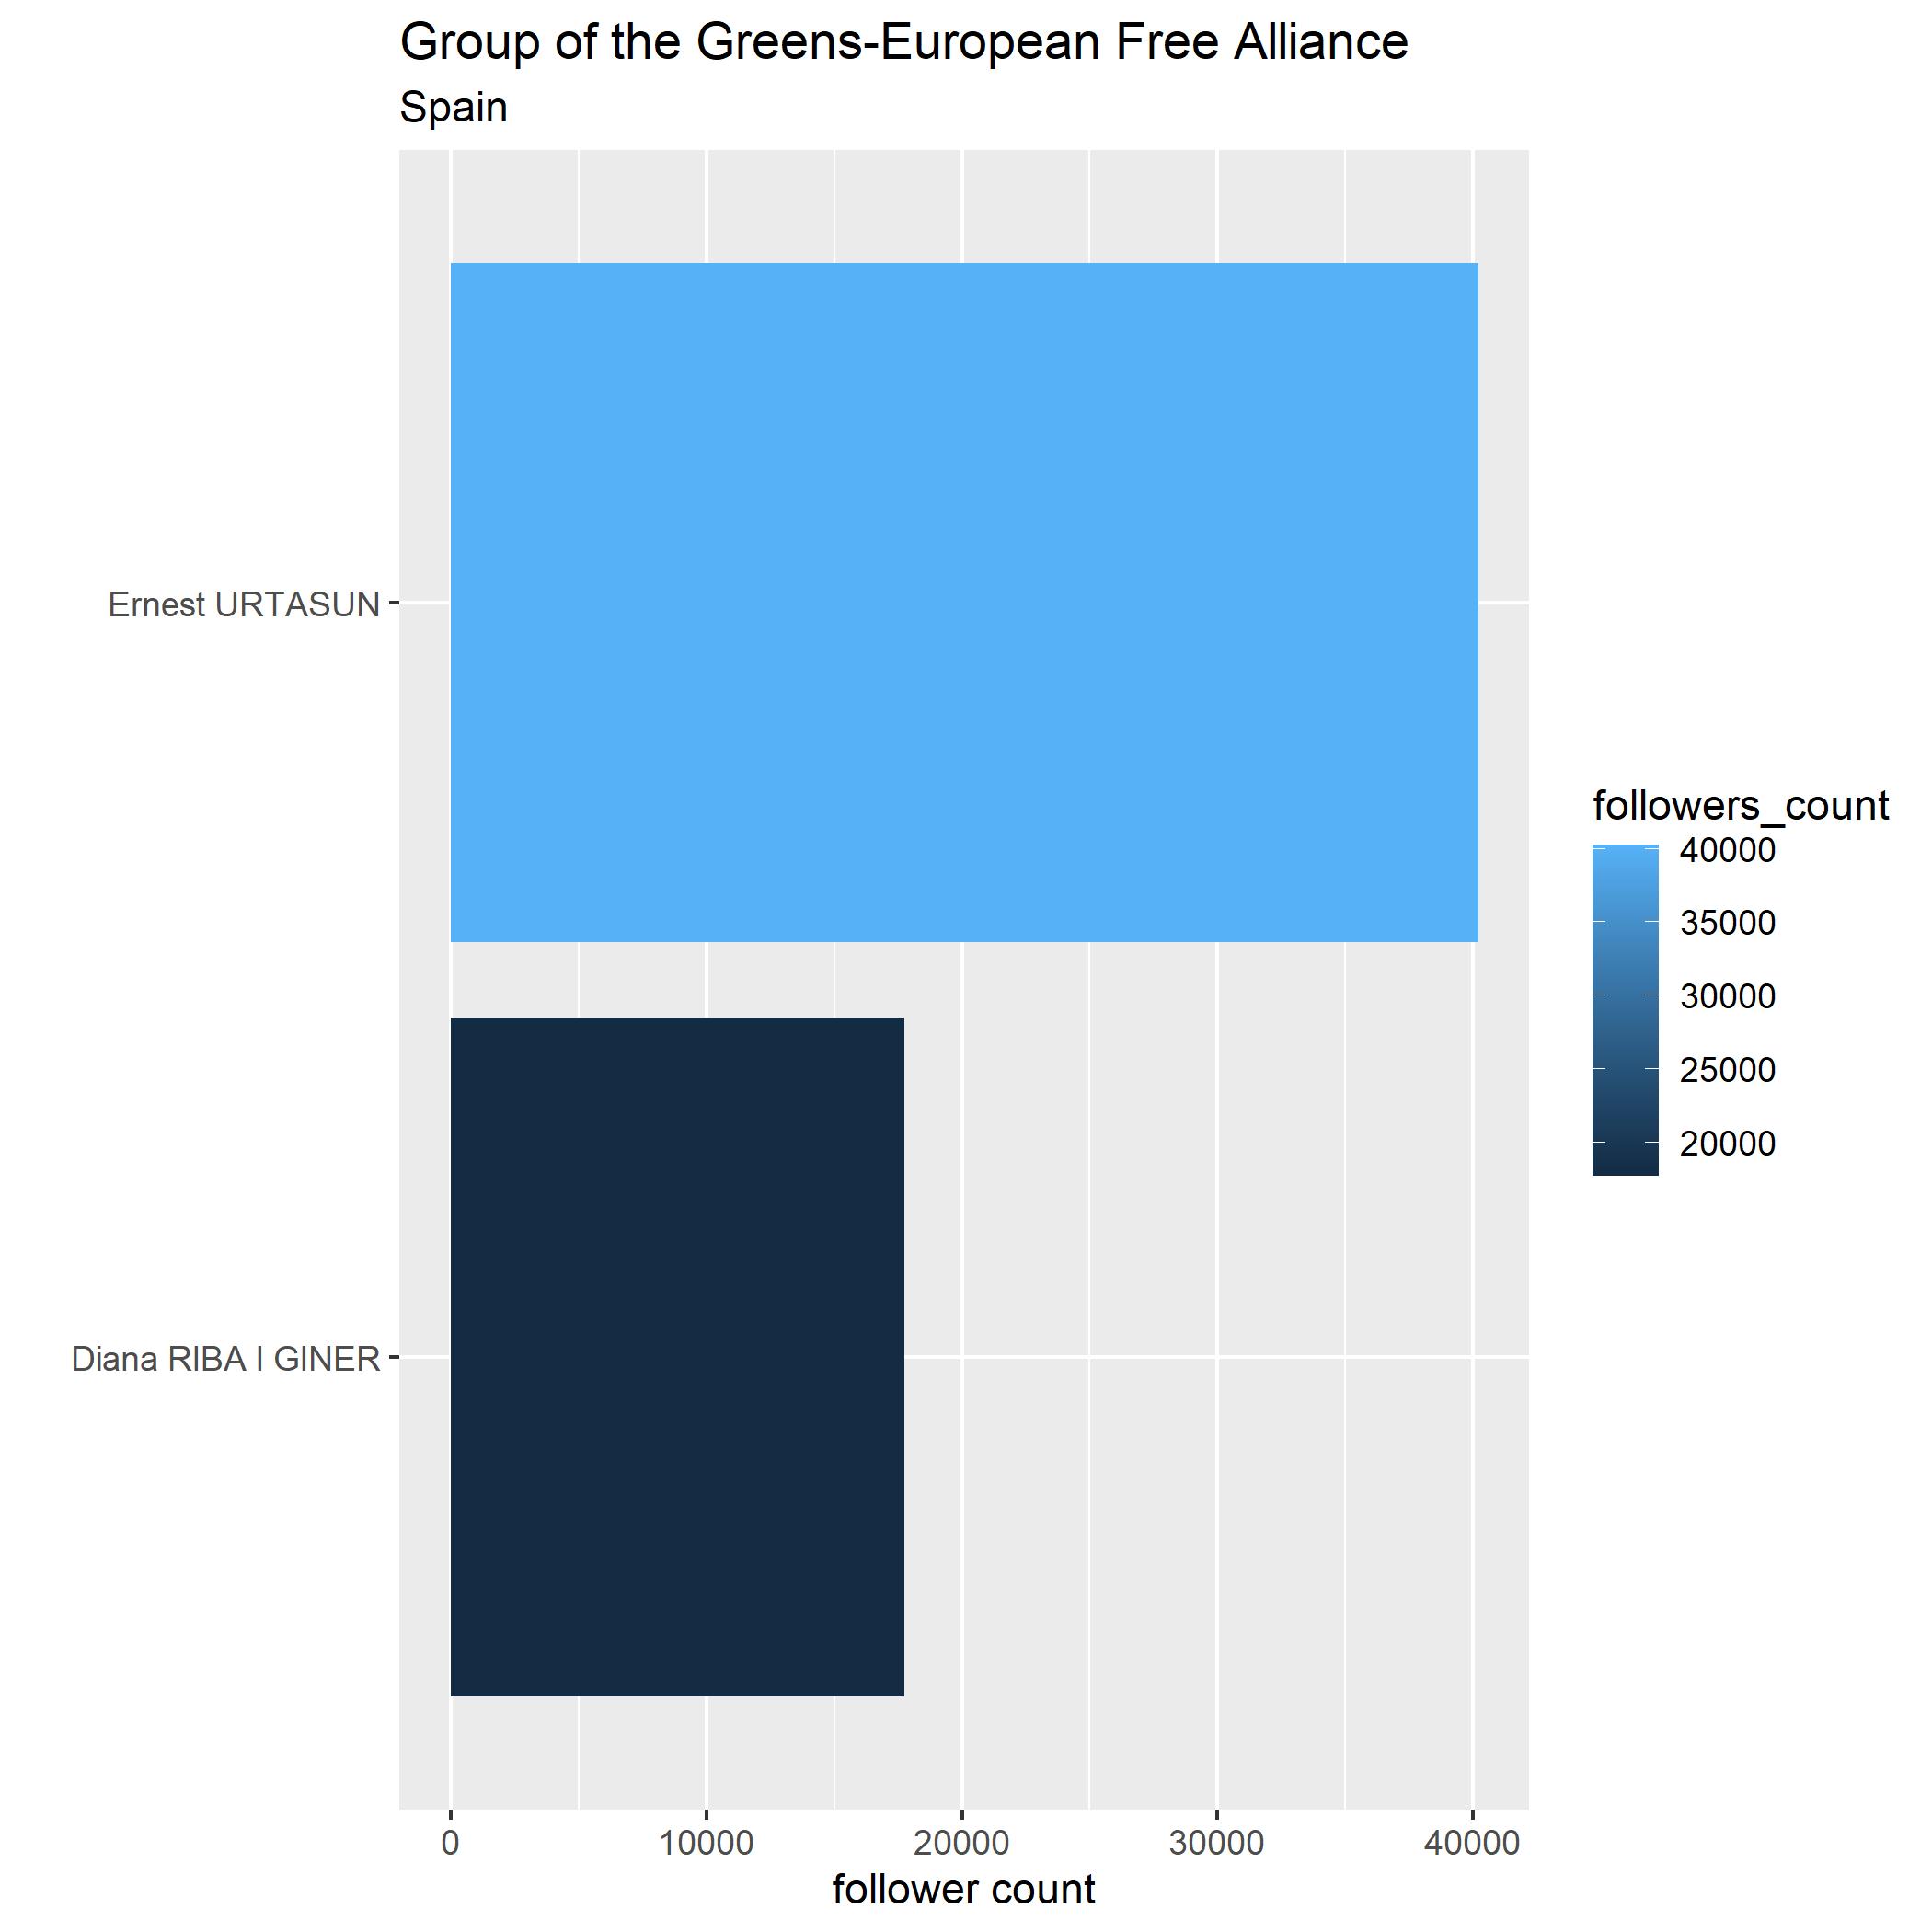 Group of the Greens-European Free Alliance
Spain
Ernest URTASUN
Diana RIBA I GINER
0 10000 20000 30000 40000
follower count
followers_count
40000
35000
30000
25000
20000